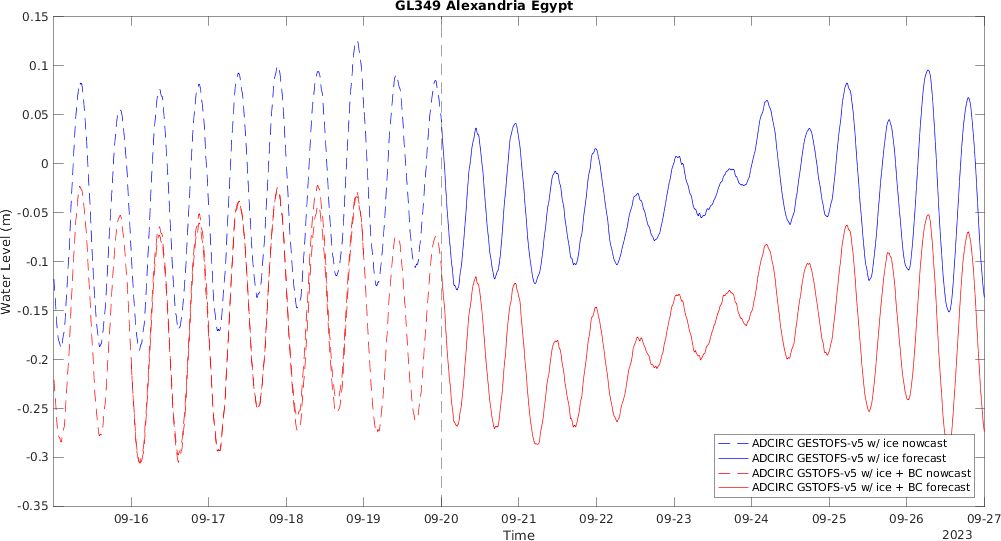 GL349 Alexandria Egypt
0.15
0.1
0.05
0
-0.05
-0.1
-0.15
-0.2
-0.25
-0.3
-0.35
Water Level (m)
ADCIRC GESTOFS-v5 w/ ice nowcast
ADCIRC GESTOFS-v5 w/ ice forecast
ADCIRC GSTOFS-v5 w/ ice + BC nowcast
ADCIRC GSTOFS-v5 w/ ice + BC forecast
09-16 09-17 09-18 09-19 09-20 09-21 09-22 09-23 09-24 09-25 09-26 09-27
Time
2023